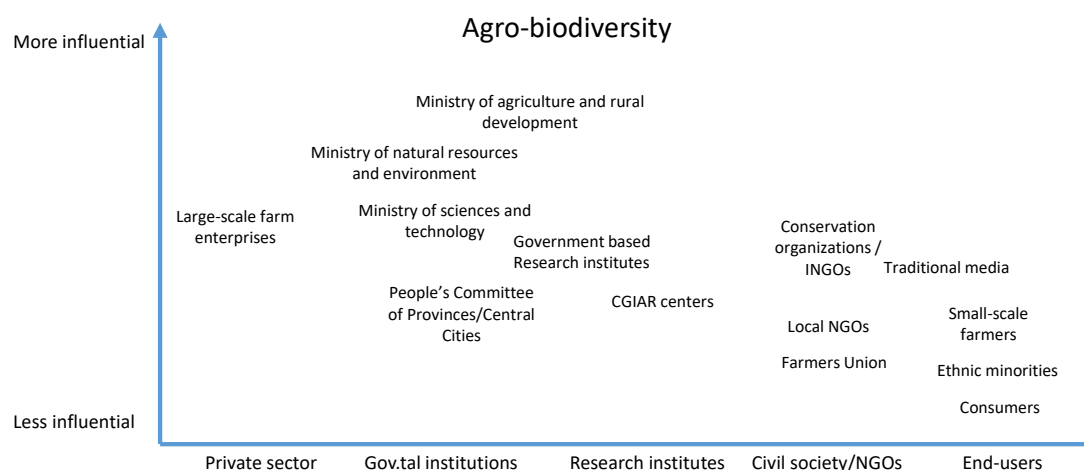 Agro-biodiversity
More influential
Ministry of agriculture and rural
development
Ministry of natural resources
and environment
Large-scale farm
enterprises
Ministry of sciences and
technology
Government based
Research institutes
Conservation
organizations /
INGOs
Traditional media
People's Committee
of Provinces/Central
Cities
CGIAR centers
Local NGOs
Small-scale
farmers
Farmers Union
Ethnic minorities
Consumers
Less influential
Private sector
Gov.tal institutions
Research institutes
Civil society/NGOs
End-users